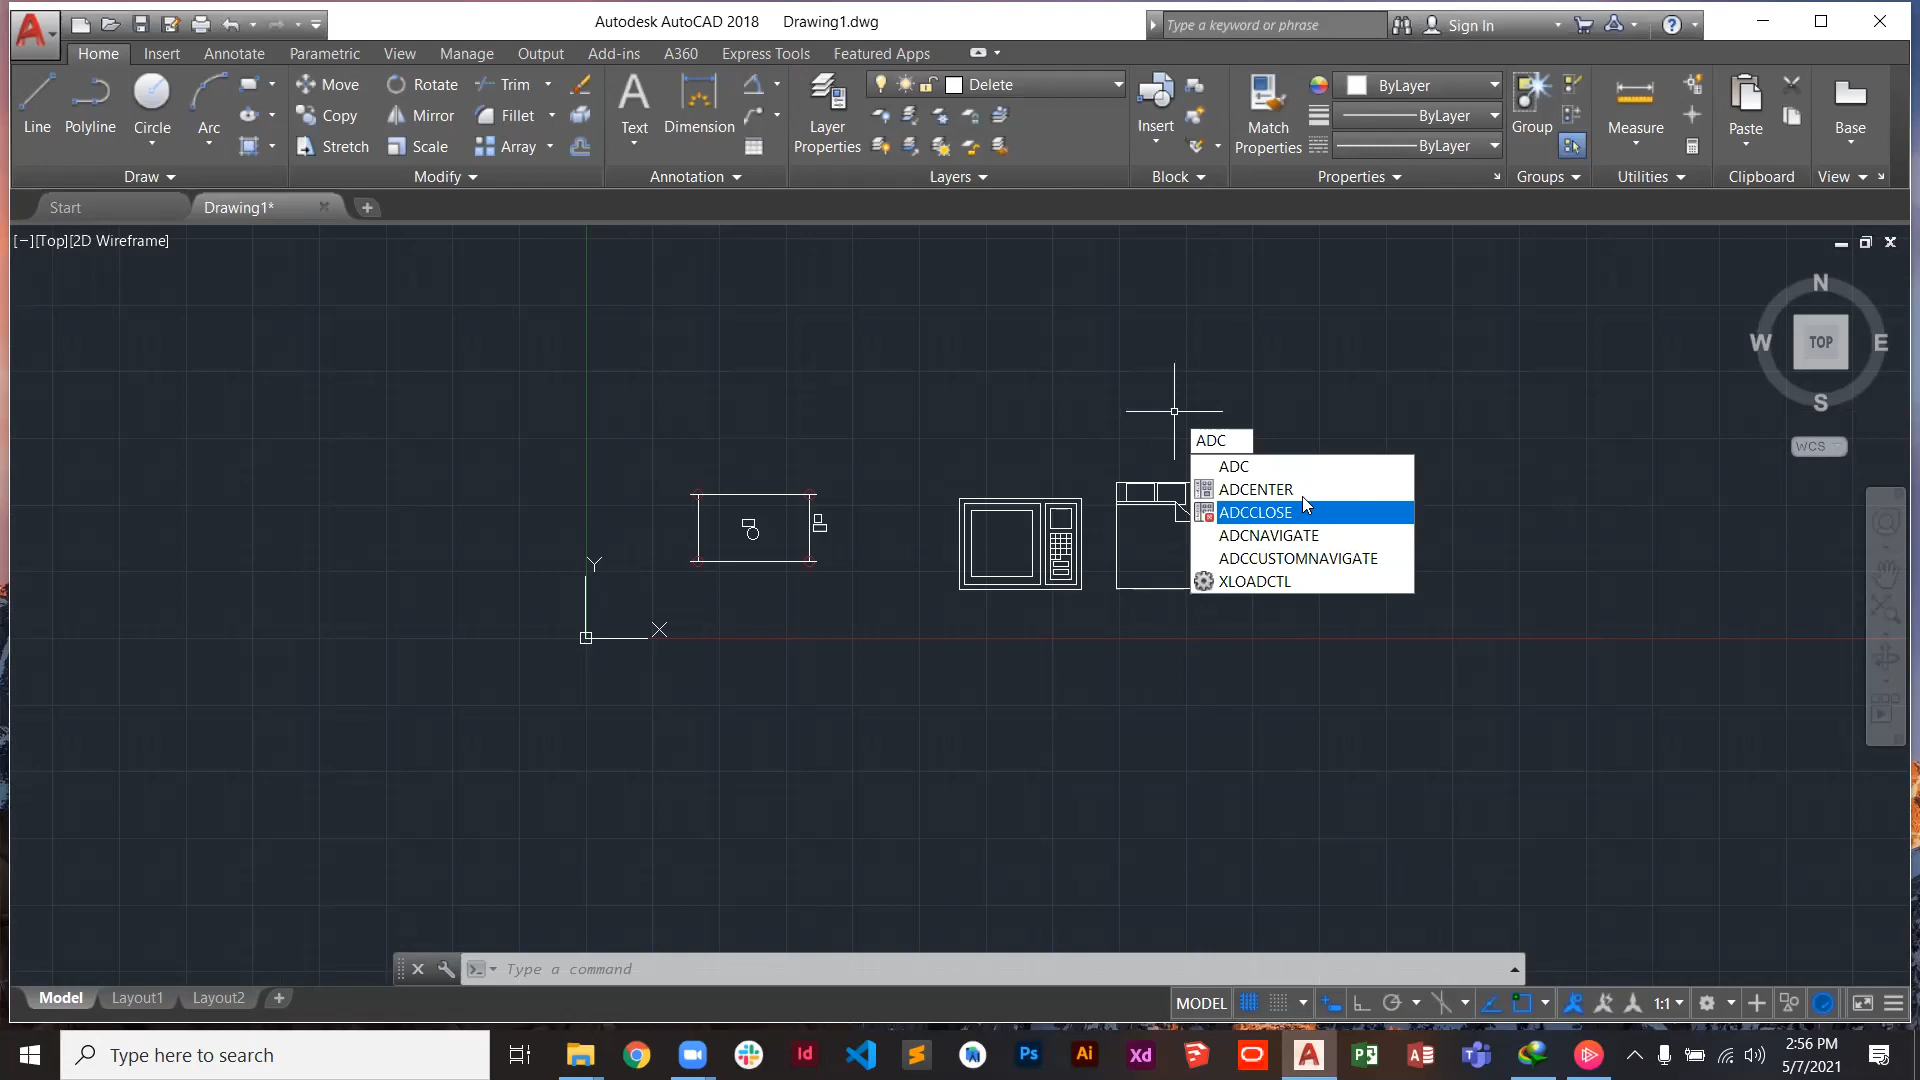 Autodesk AutoCAD 2018 Drawing1.dwg
Type a keyword or phrase
Sign In
Home Insert Annotate Parametric View Manage Output Add-ins A360 Express Tools Featured Apps
Line Polyline Circle Arc
Move Rotate Trim
Copy Mirror Fillet
Stretch Scale Array
Text Dimension
Layer Properties
Delete
Insert
Match Properties
ByLayer
ByLayer
ByLayer
Group
Measure
Paste
Base
Draw Modify Annotation Layers Block Properties Groups Utilities Clipboard View
Start Drawing1*
[−][Top][2D Wireframe]
N
W TOP E
S
WCS
ADC
ADC
ADCENTER
ADCCLOSE
ADCNAVIGATE
ADCCUSTOMNAVIGATE
XLOADCTL
Y
X
Type a command
Model Layout1 Layout2
MODEL 1:1
Type here to search
Id Ps Ai Xd
2:56 PM
5/7/2021